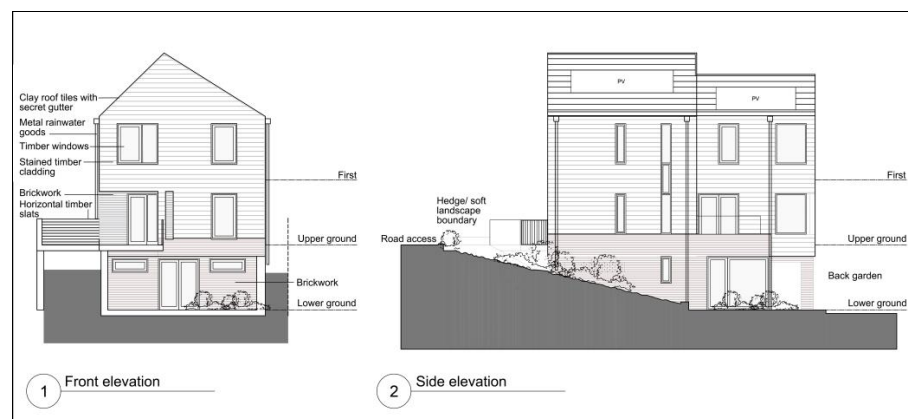 Clay roof tiles with
secret gutter
Metal rainwater
goods
Timber windows
Stained timber
cladding
Brickwork
Horizontal timber
slats
First
Upper ground
Brickwork
Lower ground
1 Front elevation
PV
PV
First
Hedge/ soft
landscape
boundary
Road access
Upper ground
Back garden
Lower ground
2 Side elevation